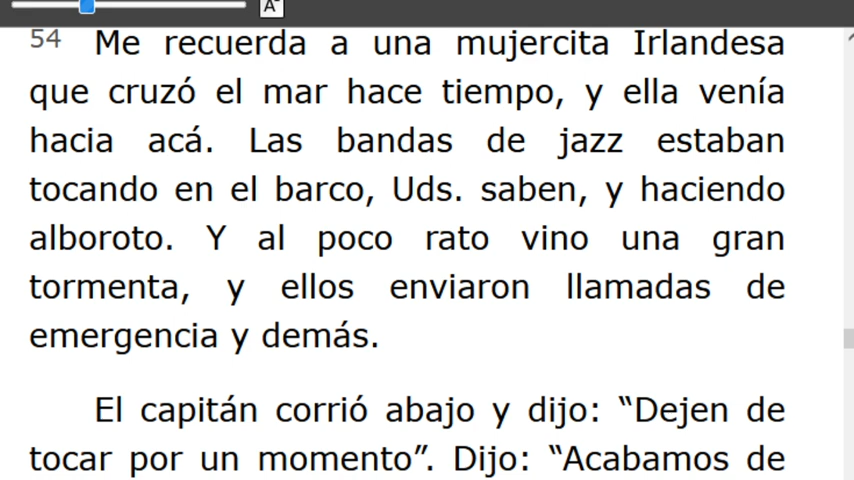 A
54 Me recuerda a una mujercita Irlandesa
que cruzó el mar hace tiempo, y ella venía
hacia acá. Las bandas de jazz estaban
tocando en el barco, Uds. saben, y haciendo
alboroto. Y al poco rato vino una gran
tormenta, y ellos enviaron llamadas de
emergencia y demás.
El capitán corrió abajo y dijo: “Dejen de
tocar por un momento”. Dijo: “Acabamos de